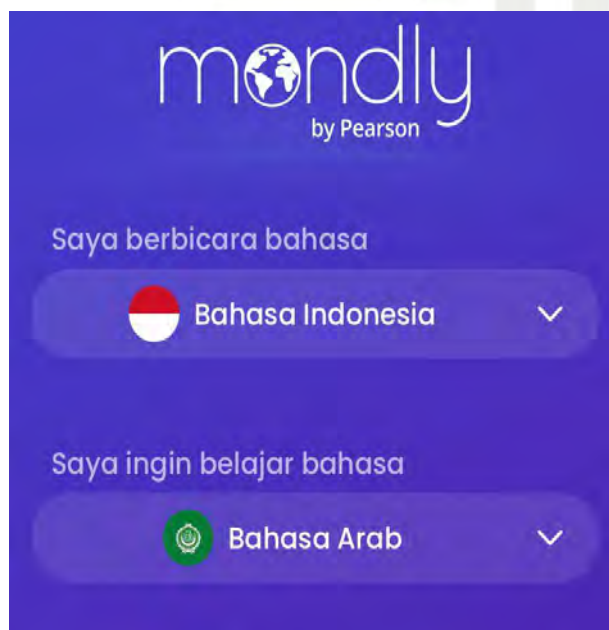 mondly
by Pearson
Saya berbicara bahasa
Bahasa Indonesia
Saya ingin belajar bahasa
Bahasa Arab